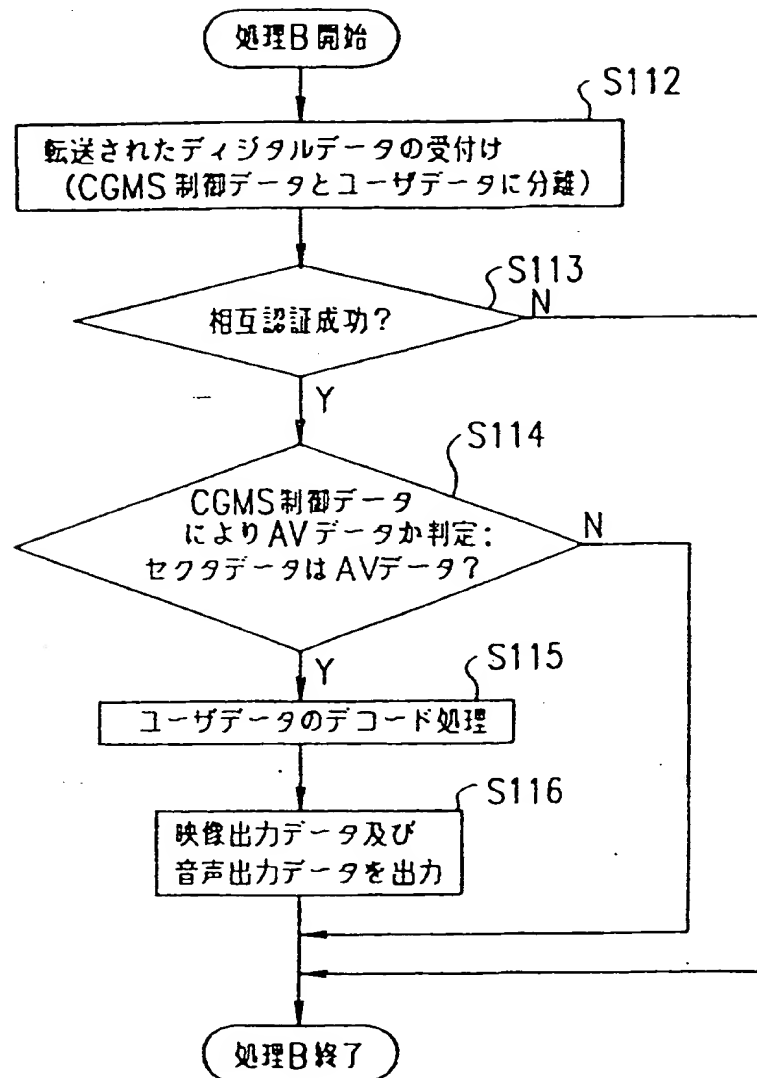 処理B開始
S112
転送されたディジタルデータの受付け
(CGMS制御データとユーザデータに分離)
S113
相互認証成功?
N
Y
S114
CGMS制御データ
によりAVデータか判定:
セクタデータはAVデータ?
N
Y
S115
ユーザデータのデコード処理
S116
映像出力データ及び
音声出力データを出力
処理B終了